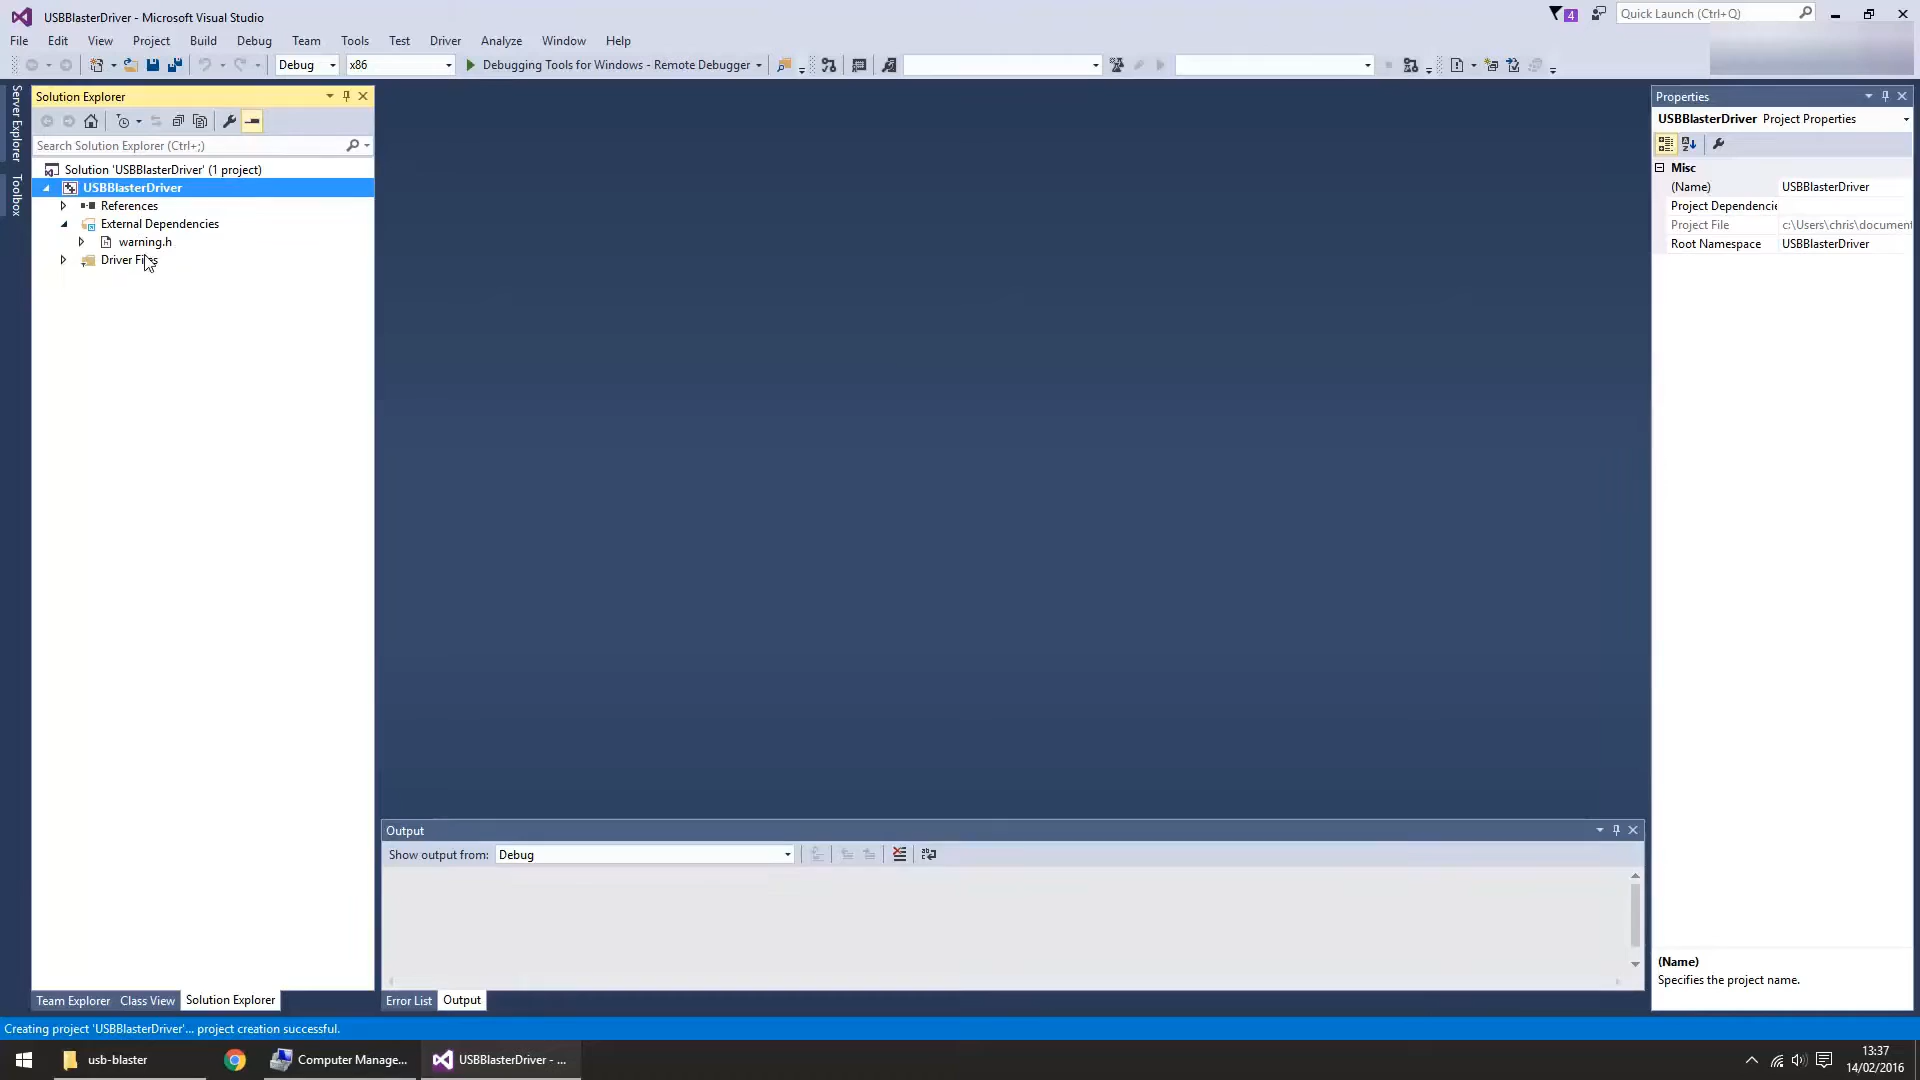 USBBlasterDriver - Microsoft Visual Studio
4
Quick Launch (Ctrl+Q)
File Edit View Project Build Debug Team Tools Test Driver Analyze Window Help
Debug
x86
Debugging Tools for Windows - Remote Debugger
Server Explorer
Toolbox
Solution Explorer
Search Solution Explorer (Ctrl+;)
Solution 'USBBlasterDriver' (1 project)
USBBlasterDriver
References
External Dependencies
warning.h
Driver Files
Team Explorer Class View Solution Explorer
Output
Show output from: Debug
Error List Output
Properties
USBBlasterDriver Project Properties
Misc
(Name) USBBlasterDriver
Project Dependencie
Project File c:\Users\chris\document
Root Namespace USBBlasterDriver
(Name)
Specifies the project name.
Creating project 'USBBlasterDriver'... project creation successful.
usb-blaster
Computer Manage...
USBBlasterDriver - ...
13:37
14/02/2016